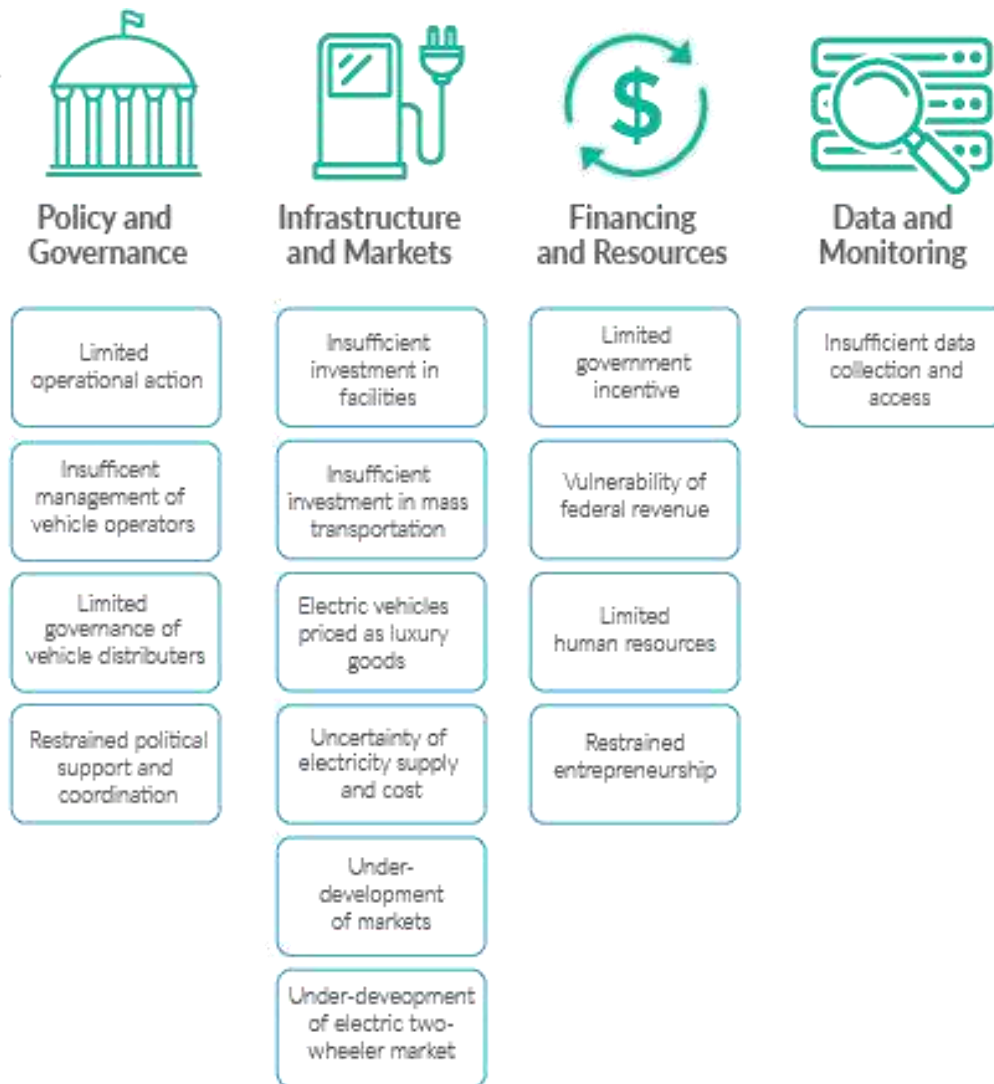 Policy and
Governance
Limited
operational action
Insufficent
management of
vehicle operators
Limited
governance of
vehicle distributers
Restrained political
support and
coordination
Infrastructure
and Markets
Insufficient
investment in
facilities
Insufficient
investment in mass
transportation
Electric vehicles
priced as luxury
goods
Uncertainty of
electricity supply
and cost
Under-
development
of markets
Under-deveopment
of electric two-
wheeler market
Financing
and Resources
Limited
government
incentive
Vulnerability of
federal revenue
Limited
human resources
Restrained
entrepreneurship
Data and
Monitoring
Insufficient data
collection and
access